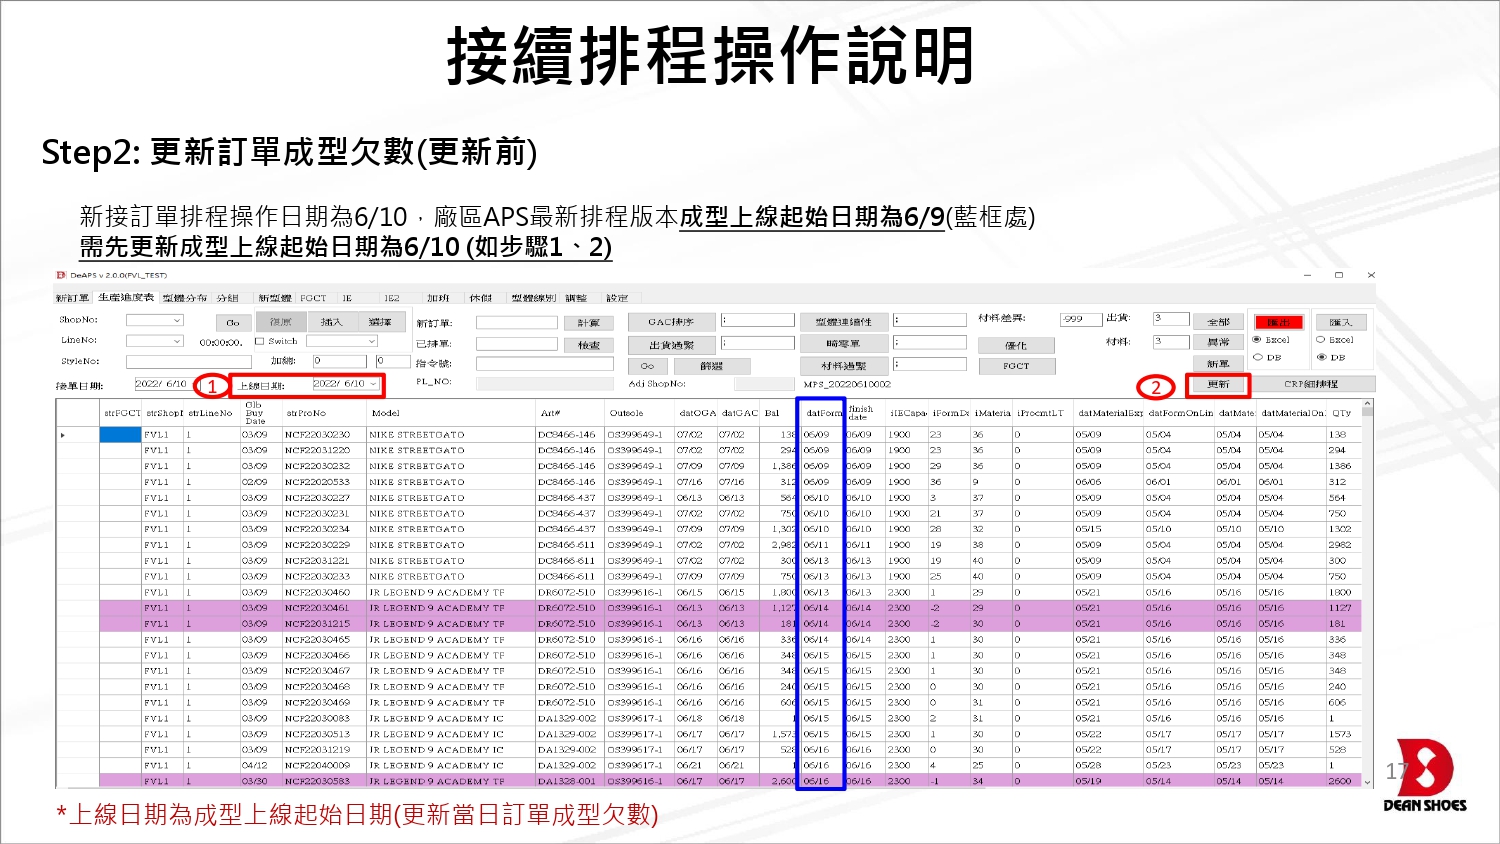 接續排程操作說明
Step2: 更新訂單成型欠數(更新前)
新接訂單排程操作日期為6/10，廠區APS最新排程版本成型上線起始日期為6/9(藍框處)
需先更新成型上線起始日期為6/10 (如步驟1、2)
DeAPS v 2.0.0(FVL_TEST)
新訂單 生產進度表 型體分布 分組 新型體 FGCT IE IE2 加班 休假 型體線別 調整 設定
ShopNo: Go 復原 插入 選擇 新訂單: 計算 GAC排序 ; 型體連續性 ; 材料差異: -999 出貨: 3 全部 匯出 匯入
LineNo: 00:00:00. Switch 已排單: 檢查 出貨過緊 ; 畸零單 ; 優化 材料: 3 異常 Excel Excel
StyleNo: 加總: 0 0 指令號: Go 篩選 材料過緊 ; FGCT 新單 DB DB
接單日期: 2022/ 6/10 1 上線日期: 2022/ 6/10 PL_NO: Adj ShopNo: MPS_20220610002 2 更新 CRP細排程
strFGCT strShopI strLineNo Glb Buy Date strProNo Model Art# Outsole datOGA datGAC Bal datForm finish date iIECapa iFormDa iMateria iProcmtLT datMaterialExp datFormOnLin datMate datMaterialOn QTy
FVL1 1 03/09 NCF22030230 NIKE STREETGATO DC8466-146 OS399649-1 07/02 07/02 138 06/09 06/09 1900 23 36 0 05/09 05/04 05/04 05/04 138
FVL1 1 03/09 NCF22031220 NIKE STREETGATO DC8466-146 OS399649-1 07/02 07/02 294 06/09 06/09 1900 23 36 0 05/09 05/04 05/04 05/04 294
FVL1 1 03/09 NCF22030232 NIKE STREETGATO DC8466-146 OS399649-1 07/09 07/09 1,386 06/09 06/09 1900 29 36 0 05/09 05/04 05/04 05/04 1386
FVL1 1 02/09 NCF22020533 NIKE STREETGATO DC8466-146 OS399649-1 07/16 07/16 312 06/09 06/09 1900 36 9 0 06/06 06/01 06/01 06/01 312
FVL1 1 03/09 NCF22030227 NIKE STREETGATO DC8466-437 OS399649-1 06/13 06/13 564 06/10 06/10 1900 3 37 0 05/09 05/04 05/04 05/04 564
FVL1 1 03/09 NCF22030231 NIKE STREETGATO DC8466-437 OS399649-1 07/02 07/02 750 06/10 06/10 1900 21 37 0 05/09 05/04 05/04 05/04 750
FVL1 1 03/09 NCF22030234 NIKE STREETGATO DC8466-437 OS399649-1 07/09 07/09 1,302 06/10 06/10 1900 28 32 0 05/15 05/10 05/10 05/10 1302
FVL1 1 03/09 NCF22030229 NIKE STREETGATO DC8466-611 OS399649-1 07/02 07/02 2,982 06/11 06/11 1900 19 38 0 05/09 05/04 05/04 05/04 2982
FVL1 1 03/09 NCF22031221 NIKE STREETGATO DC8466-611 OS399649-1 07/02 07/02 300 06/13 06/13 1900 19 40 0 05/09 05/04 05/04 05/04 300
FVL1 1 03/09 NCF22030233 NIKE STREETGATO DC8466-611 OS399649-1 07/09 07/09 750 06/13 06/13 1900 25 40 0 05/09 05/04 05/04 05/04 750
FVL1 1 03/09 NCF22030460 JR LEGEND 9 ACADEMY TF DR6072-510 OS399616-1 06/15 06/15 1,800 06/13 06/13 2300 1 29 0 05/21 05/16 05/16 05/16 1800
FVL1 1 03/09 NCF22030461 JR LEGEND 9 ACADEMY TF DR6072-510 OS399616-1 06/13 06/13 1,127 06/14 06/14 2300 -2 29 0 05/21 05/16 05/16 05/16 1127
FVL1 1 03/09 NCF22031215 JR LEGEND 9 ACADEMY TF DR6072-510 OS399616-1 06/13 06/13 181 06/14 06/14 2300 -2 30 0 05/21 05/16 05/16 05/16 181
FVL1 1 03/09 NCF22030465 JR LEGEND 9 ACADEMY TF DR6072-510 OS399616-1 06/16 06/16 336 06/14 06/14 2300 1 30 0 05/21 05/16 05/16 05/16 336
FVL1 1 03/09 NCF22030466 JR LEGEND 9 ACADEMY TF DR6072-510 OS399616-1 06/16 06/16 348 06/15 06/15 2300 1 30 0 05/21 05/16 05/16 05/16 348
FVL1 1 03/09 NCF22030467 JR LEGEND 9 ACADEMY TF DR6072-510 OS399616-1 06/16 06/16 348 06/15 06/15 2300 1 30 0 05/21 05/16 05/16 05/16 348
FVL1 1 03/09 NCF22030468 JR LEGEND 9 ACADEMY TF DR6072-510 OS399616-1 06/16 06/16 240 06/15 06/15 2300 0 30 0 05/21 05/16 05/16 05/16 240
FVL1 1 03/09 NCF22030469 JR LEGEND 9 ACADEMY TF DR6072-510 OS399616-1 06/16 06/16 606 06/15 06/15 2300 0 31 0 05/21 05/16 05/16 05/16 606
FVL1 1 03/09 NCF22030083 JR LEGEND 9 ACADEMY IC DA1329-002 OS399617-1 06/18 06/18 1 06/15 06/15 2300 2 31 0 05/21 05/16 05/16 05/16 1
FVL1 1 03/09 NCF22030513 JR LEGEND 9 ACADEMY IC DA1329-002 OS399617-1 06/17 06/17 1,573 06/15 06/15 2300 1 30 0 05/22 05/17 05/17 05/17 1573
FVL1 1 03/09 NCF22031219 JR LEGEND 9 ACADEMY IC DA1329-002 OS399617-1 06/17 06/17 528 06/16 06/16 2300 0 30 0 05/22 05/17 05/17 05/17 528
FVL1 1 04/12 NCF22040009 JR LEGEND 9 ACADEMY IC DA1329-002 OS399617-1 06/21 06/21 1 06/16 06/16 2300 4 25 0 05/28 05/23 05/23 05/23 1
FVL1 1 03/30 NCF22030583 JR LEGEND 9 ACADEMY TF DA1328-001 OS399616-1 06/17 06/17 2,600 06/16 06/16 2300 -1 34 0 05/19 05/14 05/14 05/14 2600
*上線日期為成型上線起始日期(更新當日訂單成型欠數)
17
DEAN SHOES